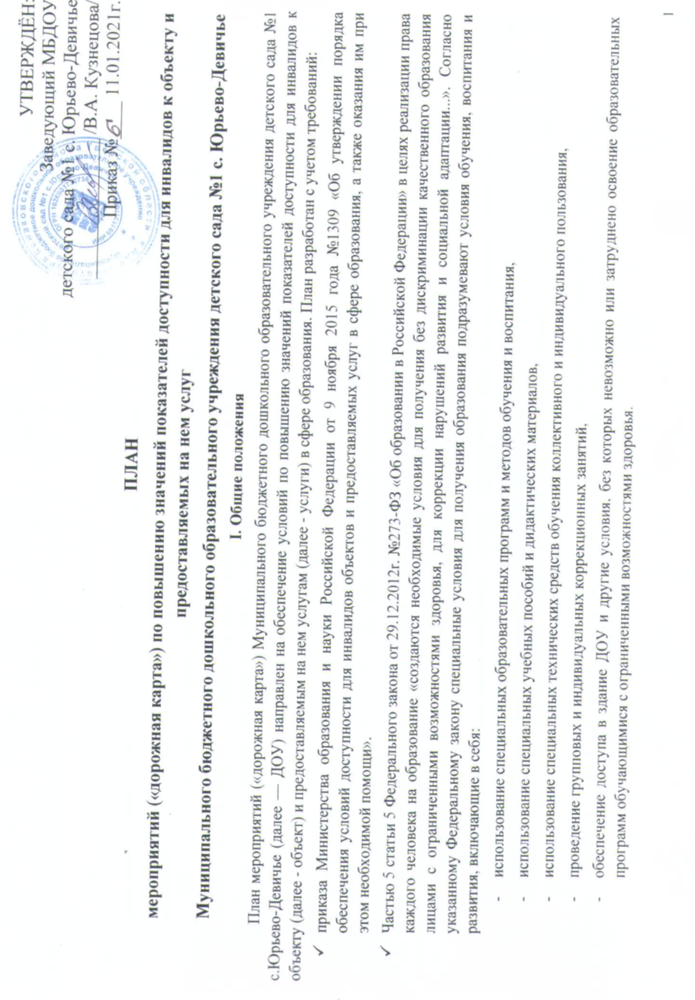 УТВЕРЖДЁН:
Заведующий МБДОУ
детского сада №1 с. Юрьево-Девичье
/В.А. Кузнецова/
Приказ № 6 11.01.2021г.
ПЛАН
мероприятий («дорожная карта») по повышению значений показателей доступности для инвалидов к объекту и
предоставляемых на нем услуг
Муниципального бюджетного дошкольного образовательного учреждения детского сада №1 с. Юрьево-Девичье
I. Общие положения
План мероприятий («дорожная карта») Муниципального бюджетного дошкольного образовательного учреждения детского сада №1
с.Юрьево-Девичье (далее — ДОУ) направлен на обеспечение условий по повышению значений показателей доступности для инвалидов к
объекту (далее - объект) и предоставляемым на нем услугам (далее - услуги) в сфере образования. План разработан с учетом требований:
✓ приказа Министерства образования и науки Российской Федерации от 9 ноября 2015 года №1309 «Об утверждении порядка
обеспечения условий доступности для инвалидов объектов и предоставляемых услуг в сфере образования, а также оказания им при
этом необходимой помощи».
✓ Частью 5 статьи 5 Федерального закона от 29.12.2012г. №273-ФЗ «Об образовании в Российской Федерации» в целях реализации права
каждого человека на образование «создаются необходимые условия для получения без дискриминации качественного образования
лицами с ограниченными возможностями здоровья, для коррекции нарушений развития и социальной адаптации...». Согласно
указанному Федеральному закону специальные условия для получения образования подразумевают условия обучения, воспитания и
развития, включающие в себя:
- использование специальных образовательных программ и методов обучения и воспитания,
- использование специальных учебных пособий и дидактических материалов,
- использование специальных технических средств обучения коллективного и индивидуального пользования,
- проведение групповых и индивидуальных коррекционных занятий,
- обеспечение доступа в здание ДОУ и другие условия, без которых невозможно или затруднено освоение образовательных
программ обучающимися с ограниченными возможностями здоровья.
1